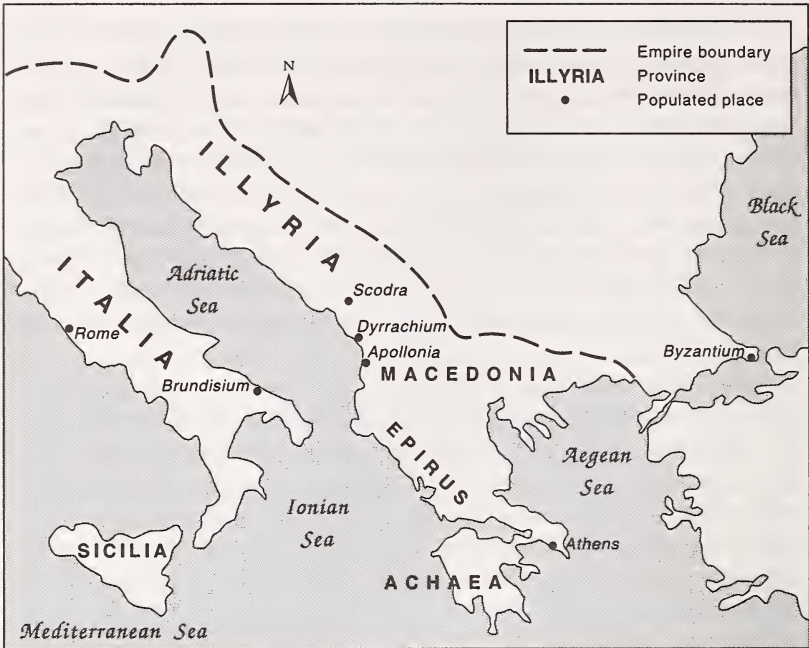 N
Empire boundary
ILLYRIA Province
Populated place
ILLYRIA
Black
Sea
ITALIA
Adriatic
Sea
Scodra
Rome
Dyrrachium
Apollonia
Byzantium
MACEDONIA
Brundisium
EPIRUS
Aegean
Sea
Ionian
Sea
SICILIA
Athens
ACHAEA
Mediterranean Sea